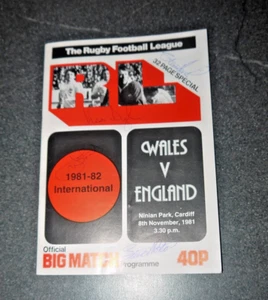 The Rugby Football League
32 PAGE SPECIAL
RL
1981-82
International
WALES
V
ENGLAND
Ninian Park, Cardiff
8th November, 1981
3.30 p.m.
Official
BIG MATCH Programme 40P